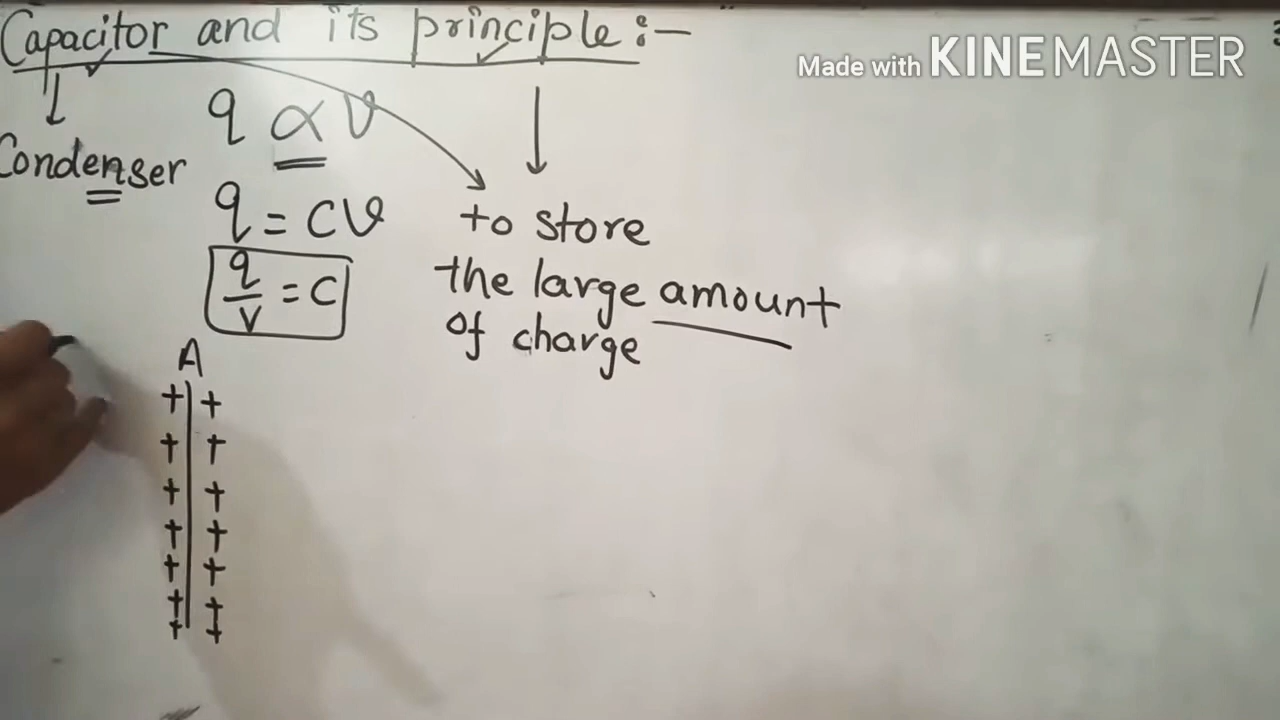 Capacitor and its principle:-
Made with KINEMASTER
Condenser
q ∝ V
q = CV
q/V = C
to store
the large amount
of charge
A
+ +
+ +
+ +
+ +
+ +
+ +
+ +